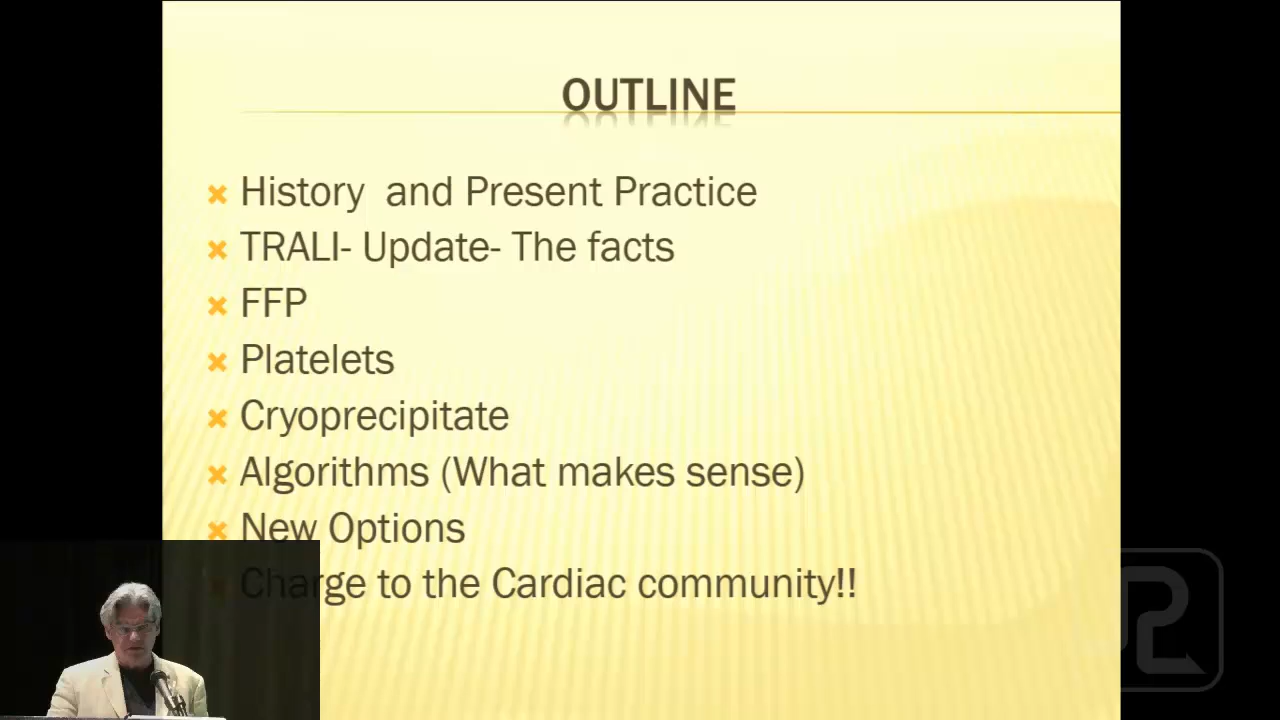 OUTLINE
History and Present Practice
TRALI- Update- The facts
FFP
Platelets
Cryoprecipitate
Algorithms (What makes sense)
New Options
Charge to the Cardiac community!!